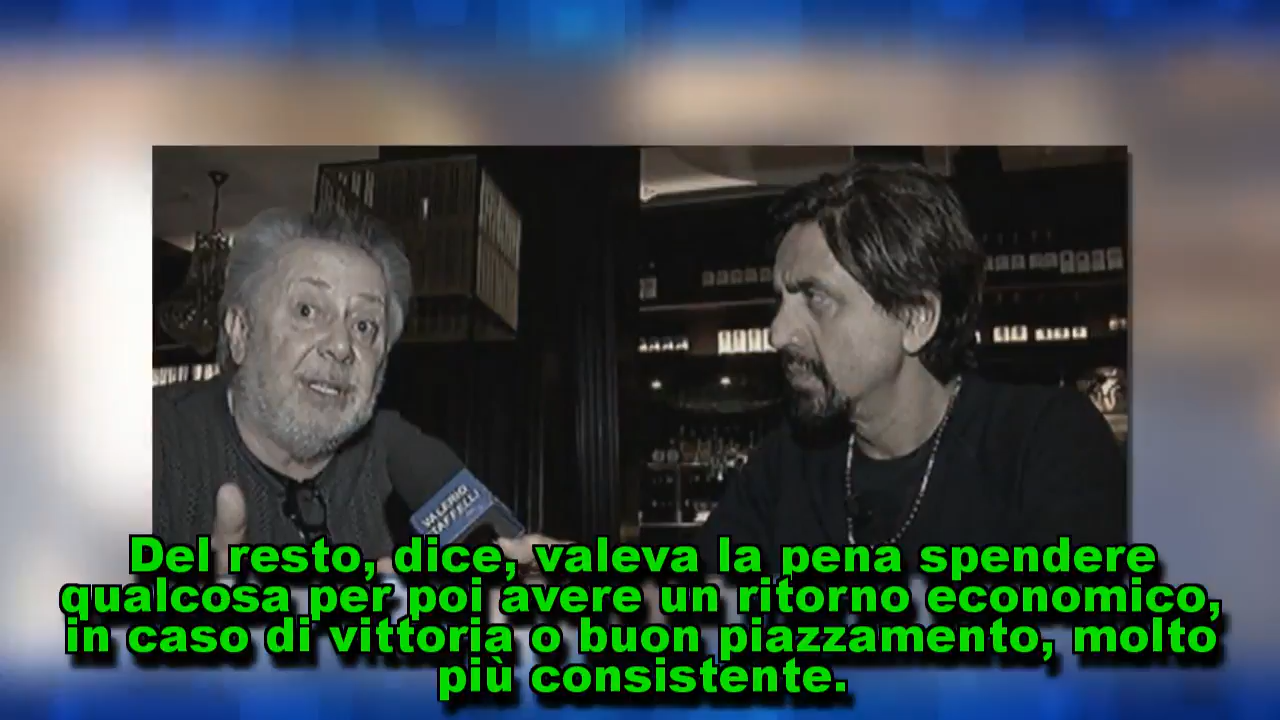 VALERIO
STAFFELLI
Del resto, dice, valeva la pena spendere
qualcosa per poi avere un ritorno economico,
in caso di vittoria o buon piazzamento, molto
più consistente.